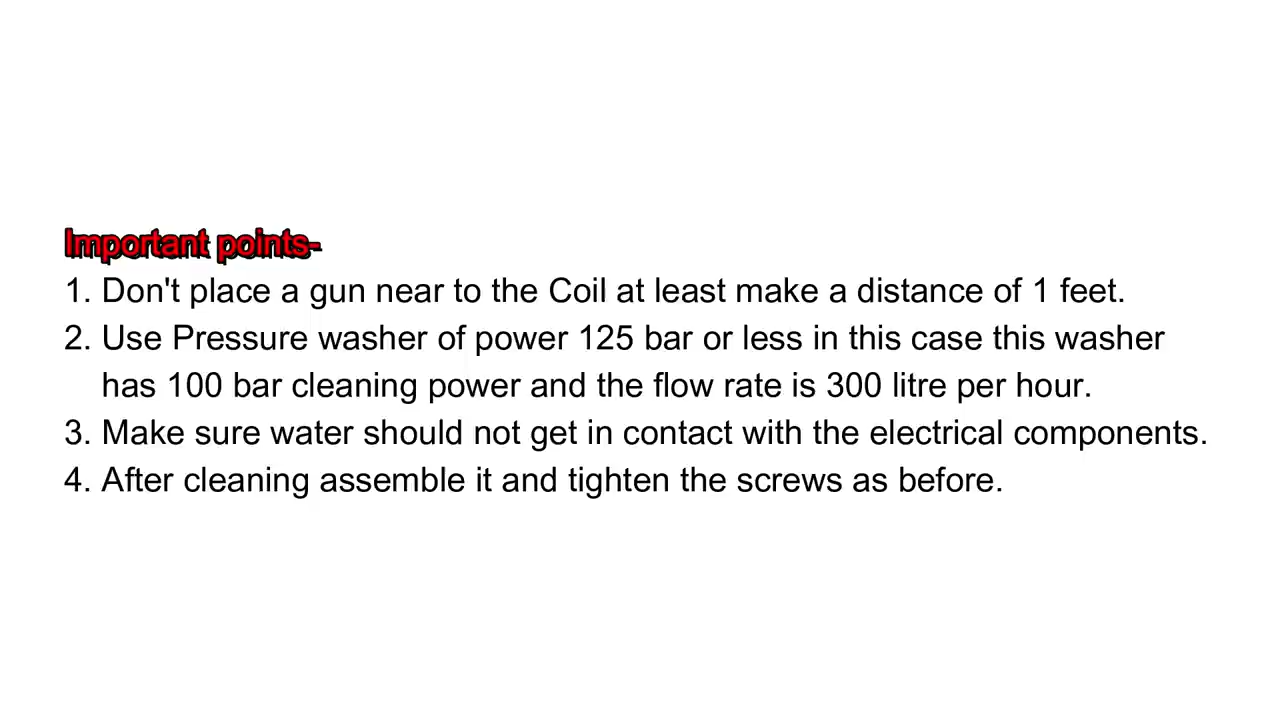 Important points-
1. Don't place a gun near to the Coil at least make a distance of 1 feet.
2. Use Pressure washer of power 125 bar or less in this case this washer
has 100 bar cleaning power and the flow rate is 300 litre per hour.
3. Make sure water should not get in contact with the electrical components.
4. After cleaning assemble it and tighten the screws as before.